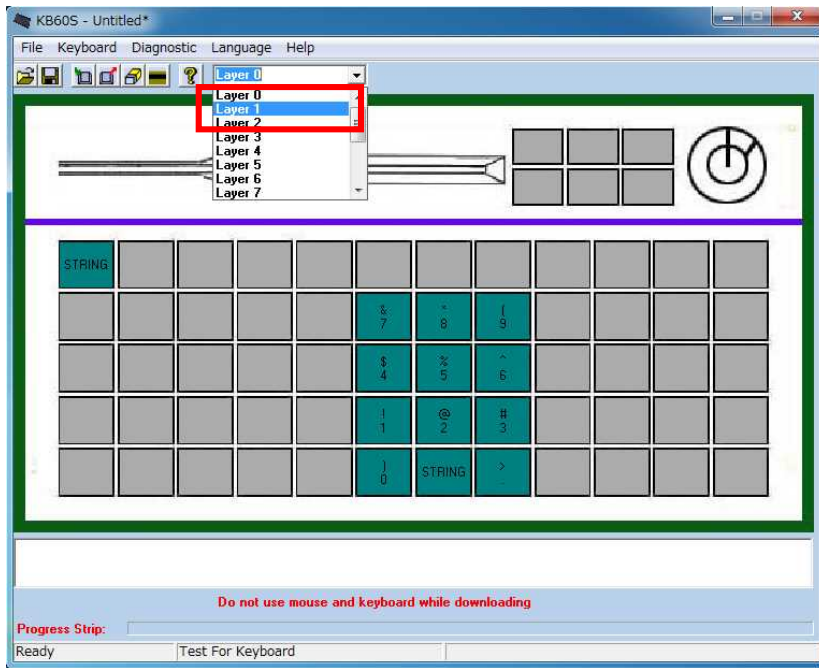 KB60S - Untitled*
File Keyboard Diagnostic Language Help
Layer 0
Layer 0
Layer 1
Layer 2
Layer 3
Layer 4
Layer 5
Layer 6
Layer 7
STRING
& * (
7 8 9
$ % ^
4 5 6
! @ #
1 2 3
) STRING >
0 .
Do not use mouse and keyboard while downloading
Progress Strip:
Ready Test For Keyboard